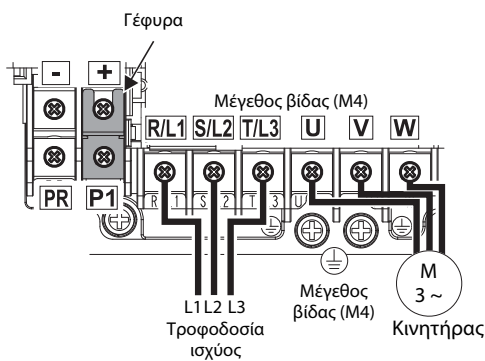 Γέφυρα
- +
Μέγεθος βίδας (M4)
R/L1 S/L2 T/L3 U V W
PR P1
R 1 S 2 T 3 U
L1 L2 L3
Τροφοδοσία
ισχύος
Μέγεθος
βίδας (M4)
M
3 ~
Κινητήρας